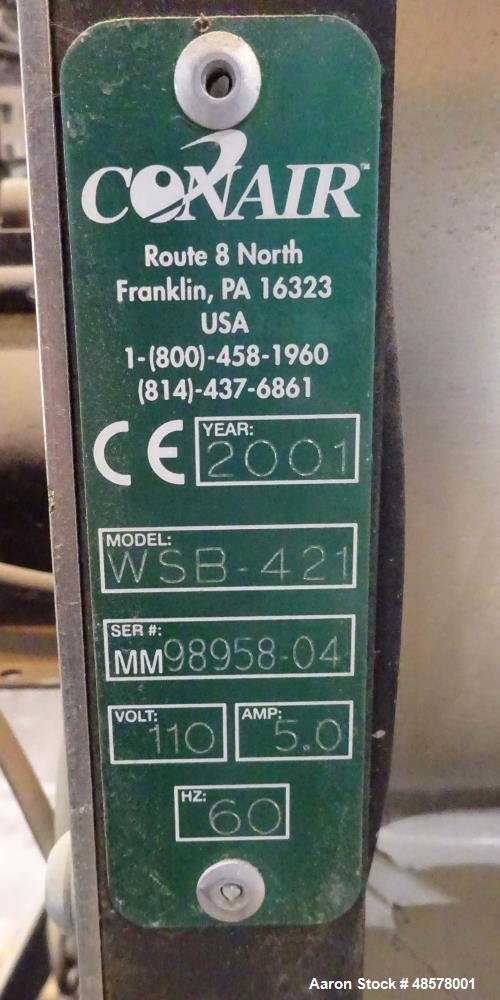 CONAIR™
Route 8 North
Franklin, PA 16323
USA
1-(800)-458-1960
(814)-437-6861
CE YEAR: 2001
MODEL:
WSB-421
SER #:
MM98958-04
VOLT: 110 AMP: 5.0
HZ: 60
Aaron Stock # 48578001